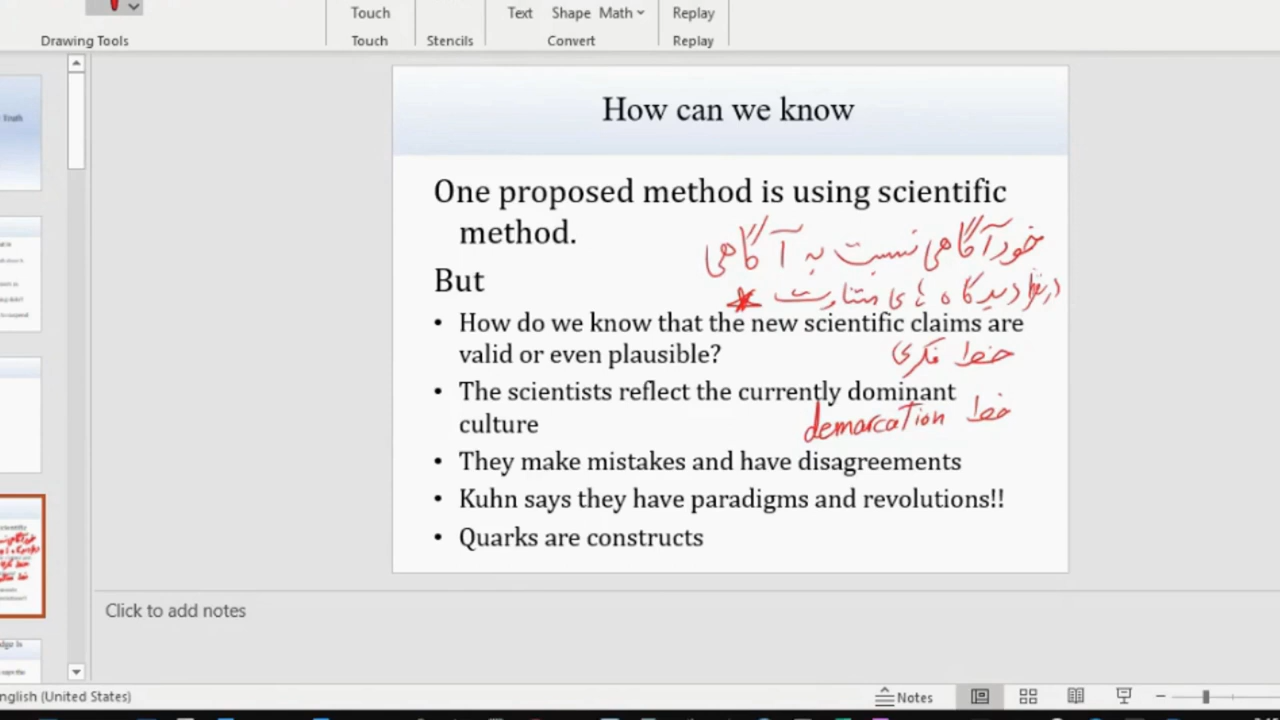 Touch
Text Shape Math
Replay
Drawing Tools
Touch
Stencils
Convert
Replay
How can we know
One proposed method is using scientific
method.
خودآگاهی نسبت به آگاهی
But
دیدگاه های متفاوت
How do we know that the new scientific claims are
valid or even plausible?
خط فکری
The scientists reflect the currently dominant
culture
خط demarcation
They make mistakes and have disagreements
Kuhn says they have paradigms and revolutions!!
Quarks are constructs
Click to add notes
nglish (United States)
Notes